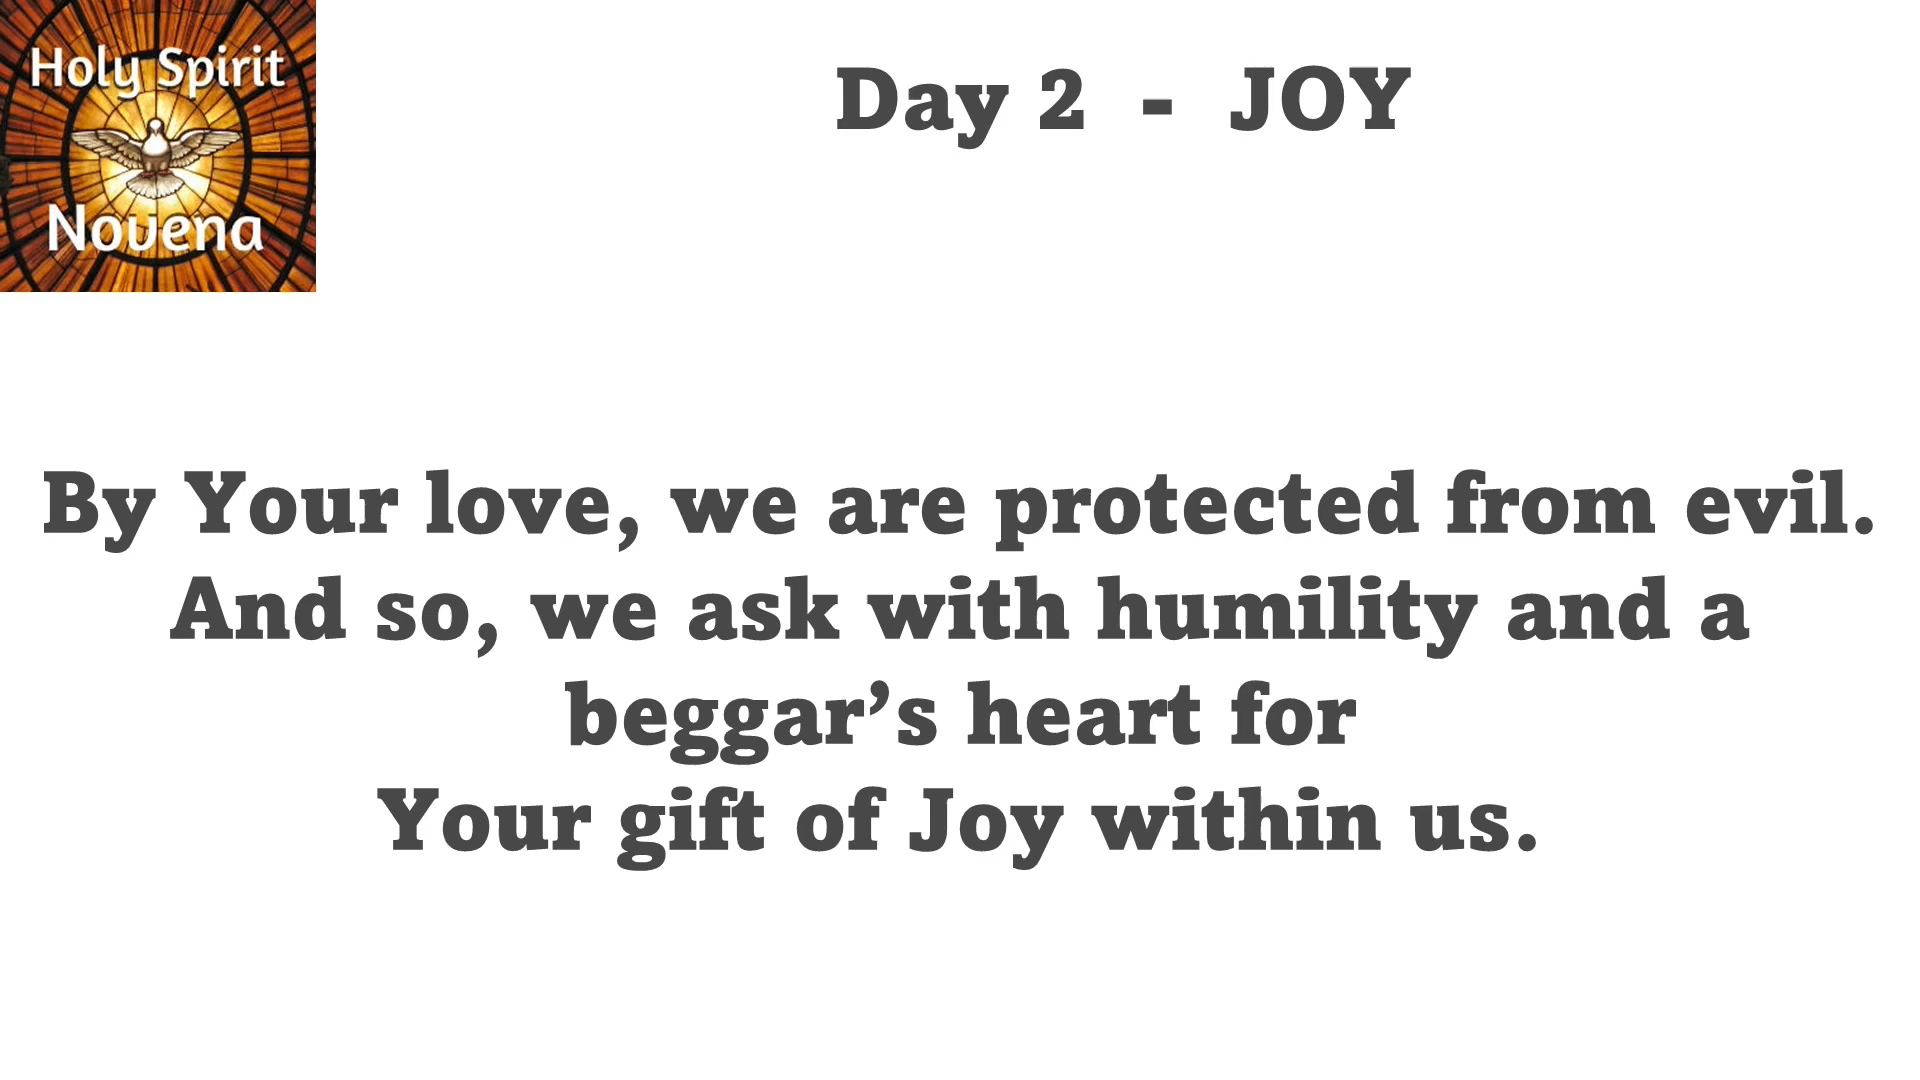 Holy Spirit
Novena
Day 2 - JOY
By Your love, we are protected from evil.
And so, we ask with humility and a
beggar’s heart for
Your gift of Joy within us.